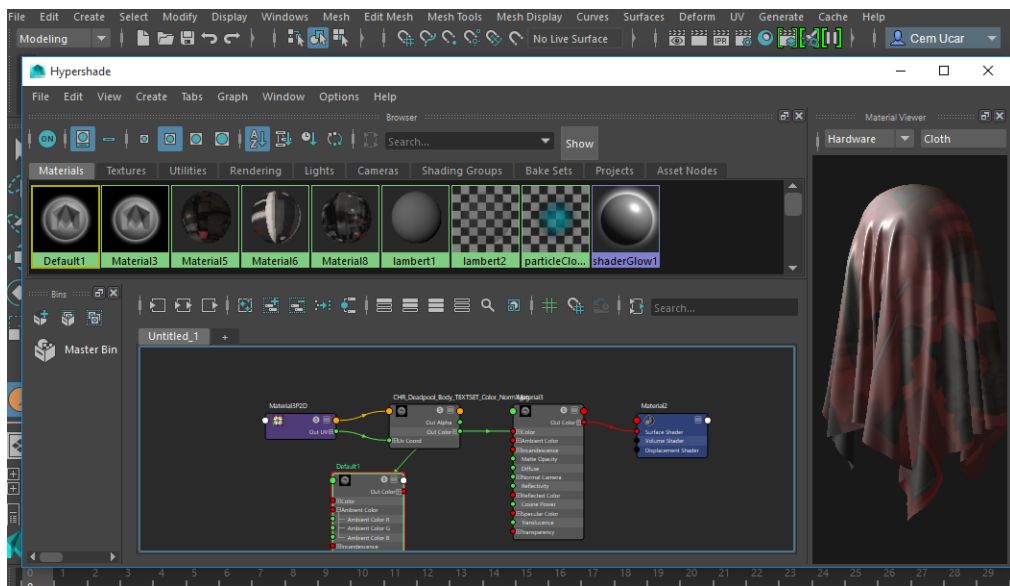 File Edit Create Select Modify Display Windows Mesh Edit Mesh Mesh Tools Mesh Display Curves Surfaces Deform UV Generate Cache Help
Modeling No Live Surface IPR Cem Ucar
Hypershade
File Edit View Create Tabs Graph Window Options Help
Browser
Material Viewer
ON Search... Show
Hardware Cloth
Materials Textures Utilities Rendering Lights Cameras Shading Groups Bake Sets Projects Asset Nodes
Default1 Material3 Material5 Material6 Material8 lambert1 lambert2 particleClo... shaderGlow1
Bins
Search...
Untitled_1 +
Master Bin
Material3P2D
Out UV
CHR_Deadpool_Body_TEXTSET_Color_NormX
Out Alpha
Out Color
Uv Coord
Material3
Out Color
Color
Ambient Color
Incandescence
Matte Opacity
Diffuse
Normal Camera
Reflectivity
Reflected Color
Cosine Power
Specular Color
Translucence
Transparency
Material2
Surface Shader
Volume Shader
Displacement Shader
Default1
Out Color
Color
Ambient Color
Ambient Color R
Ambient Color G
Ambient Color B
Incandescence
0 1 2 3 4 5 6 7 8 9 10 11 12 13 14 15 16 17 18 19 20 21 22 23 24 25 26 27 28 29